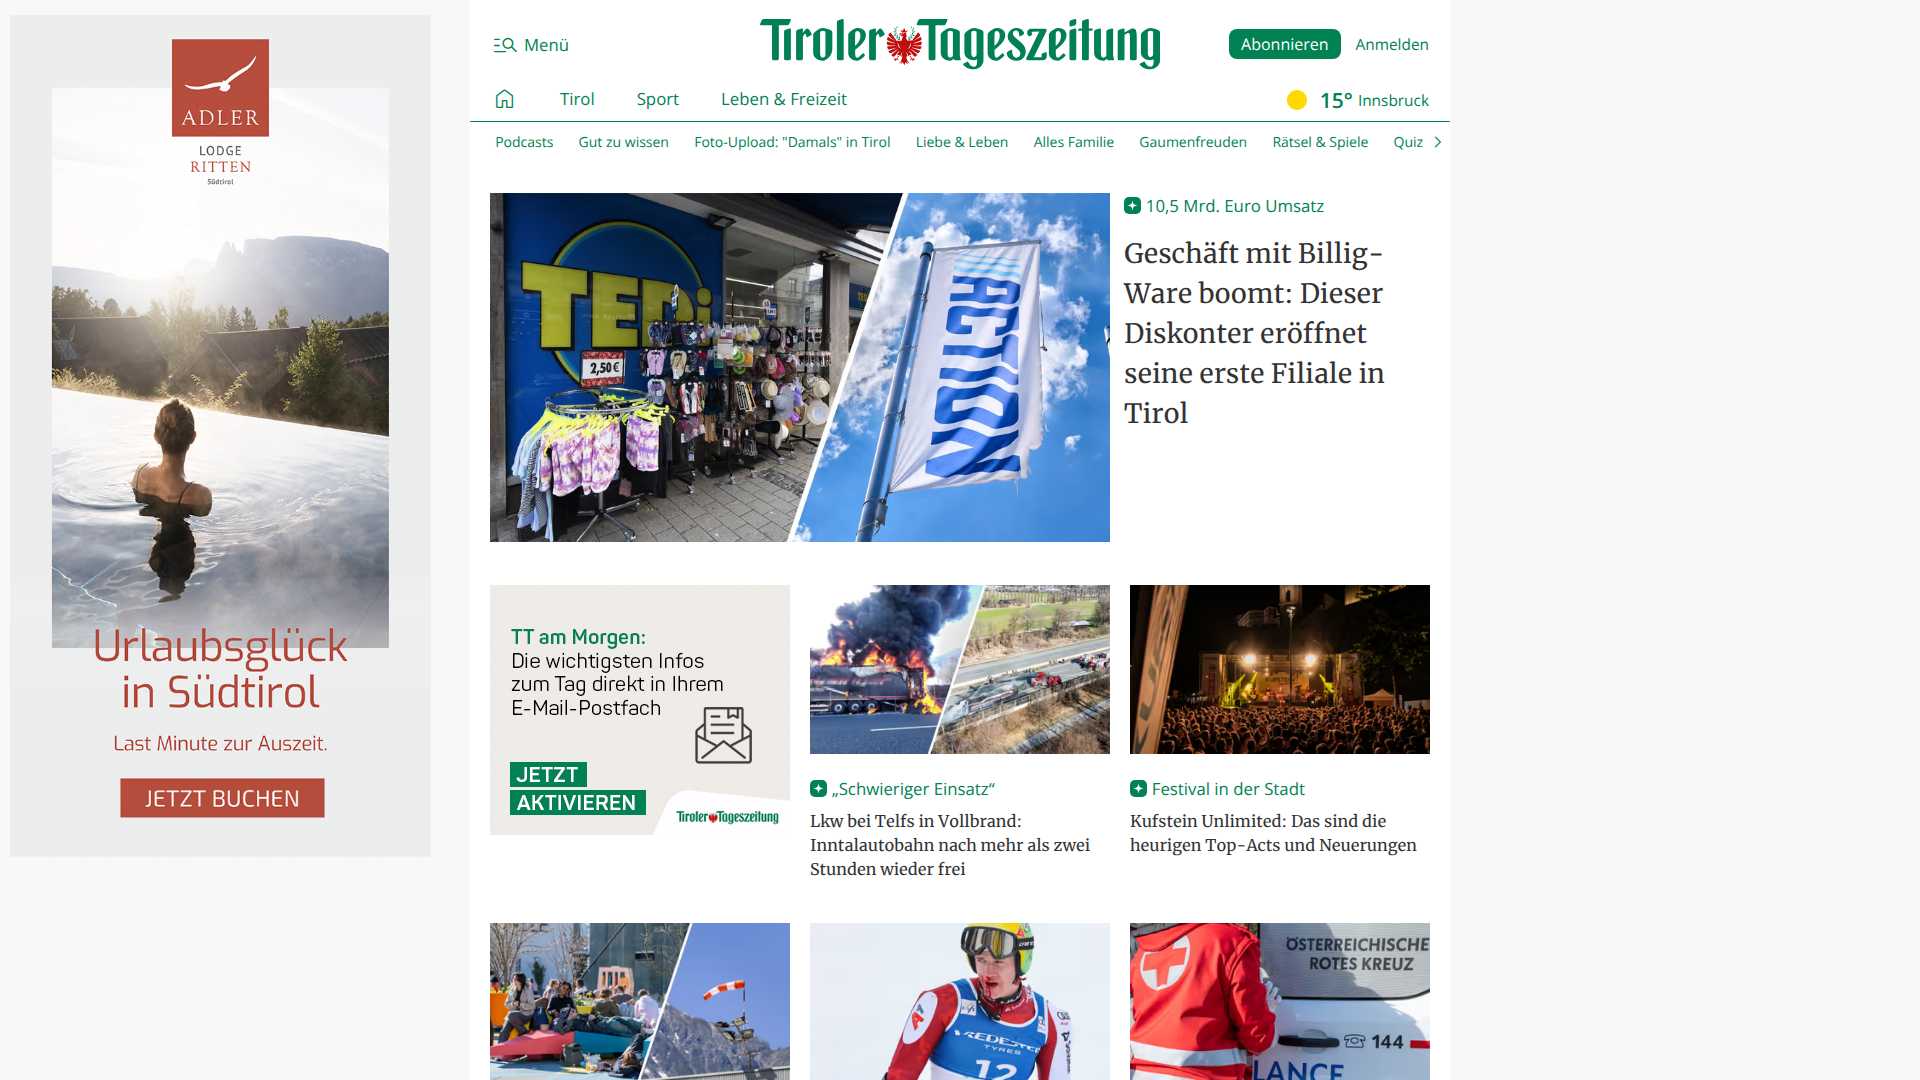 ADLER
LODGE
RITTEN
Südtirol
Urlaubsglück
in Südtirol
Last Minute zur Auszeit.
JETZT BUCHEN
Menü
Tiroler Tageszeitung
Abonnieren
Anmelden
Tirol
Sport
Leben & Freizeit
15° Innsbruck
Podcasts
Gut zu wissen
Foto-Upload: "Damals" in Tirol
Liebe & Leben
Alles Familie
Gaumenfreuden
Rätsel & Spiele
Quiz
TEDi
2,50€
ACTION
10,5 Mrd. Euro Umsatz
Geschäft mit Billig-
Ware boomt: Dieser
Diskonter eröffnet
seine erste Filiale in
Tirol
TT am Morgen:
Die wichtigsten Infos
zum Tag direkt in Ihrem
E-Mail-Postfach
JETZT
AKTIVIEREN
Tiroler Tageszeitung
„Schwieriger Einsatz“
Lkw bei Telfs in Vollbrand:
Inntalautobahn nach mehr als zwei
Stunden wieder frei
Festival in der Stadt
Kufstein Unlimited: Das sind die
heurigen Top-Acts und Neuerungen
TYRES
12
ÖSTERREICHISCHE
ROTES KREUZ
144
LANCE